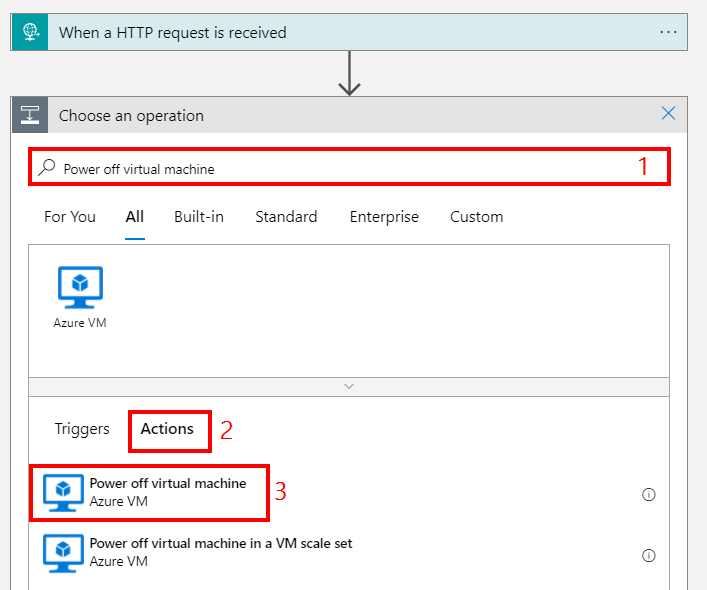 When a HTTP request is received
Choose an operation
Power off virtual machine 1
For You All Built-in Standard Enterprise Custom
Azure VM
Triggers Actions 2
Power off virtual machine
Azure VM
3
Power off virtual machine in a VM scale set
Azure VM